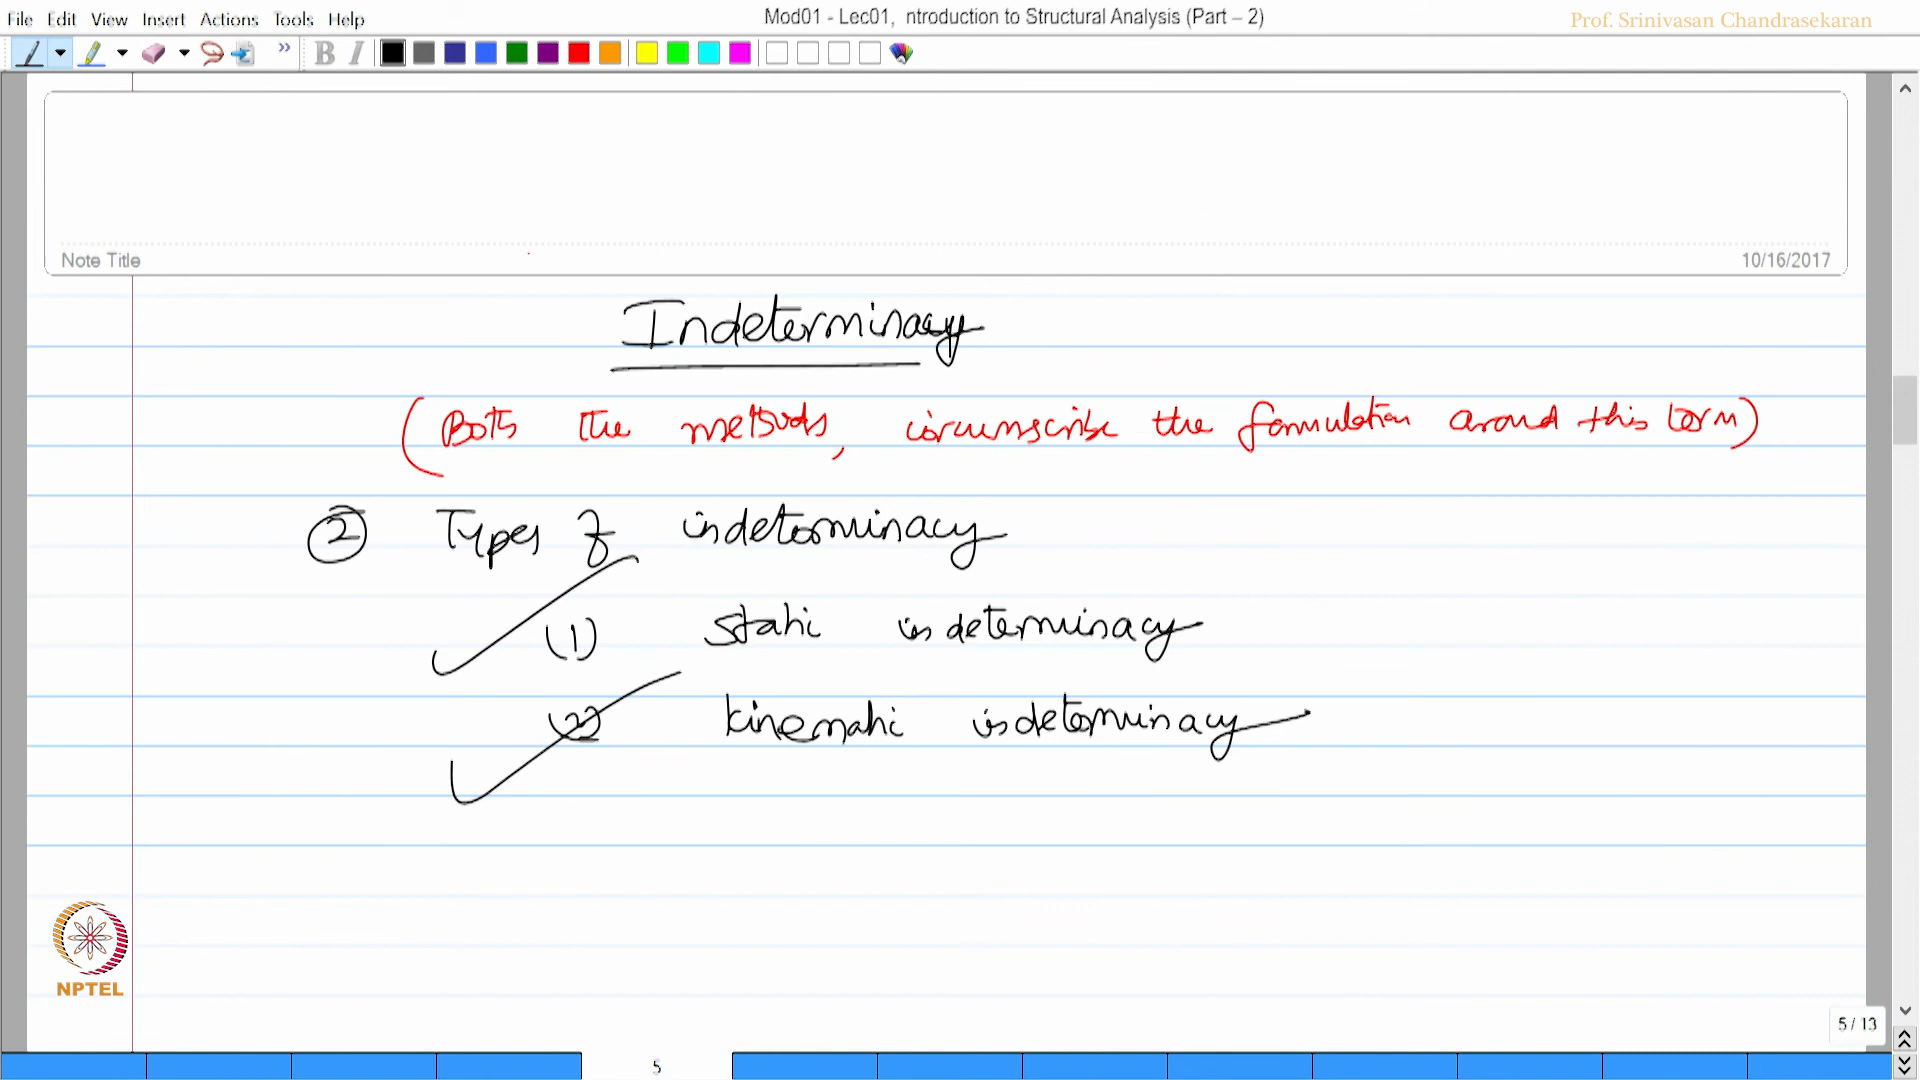 File Edit View Insert Actions Tools Help
Mod01 - Lec01, ntroduction to Structural Analysis (Part – 2)
Prof. Srinivasan Chandrasekaran
B I
Note Title
10/16/2017
Indeterminacy
(Both the methods, circumscribe the formulation around this term)
2 Types of indeterminacy
(1) static indeterminacy
(2) kinematic indeterminacy
NPTEL
5 / 13
5